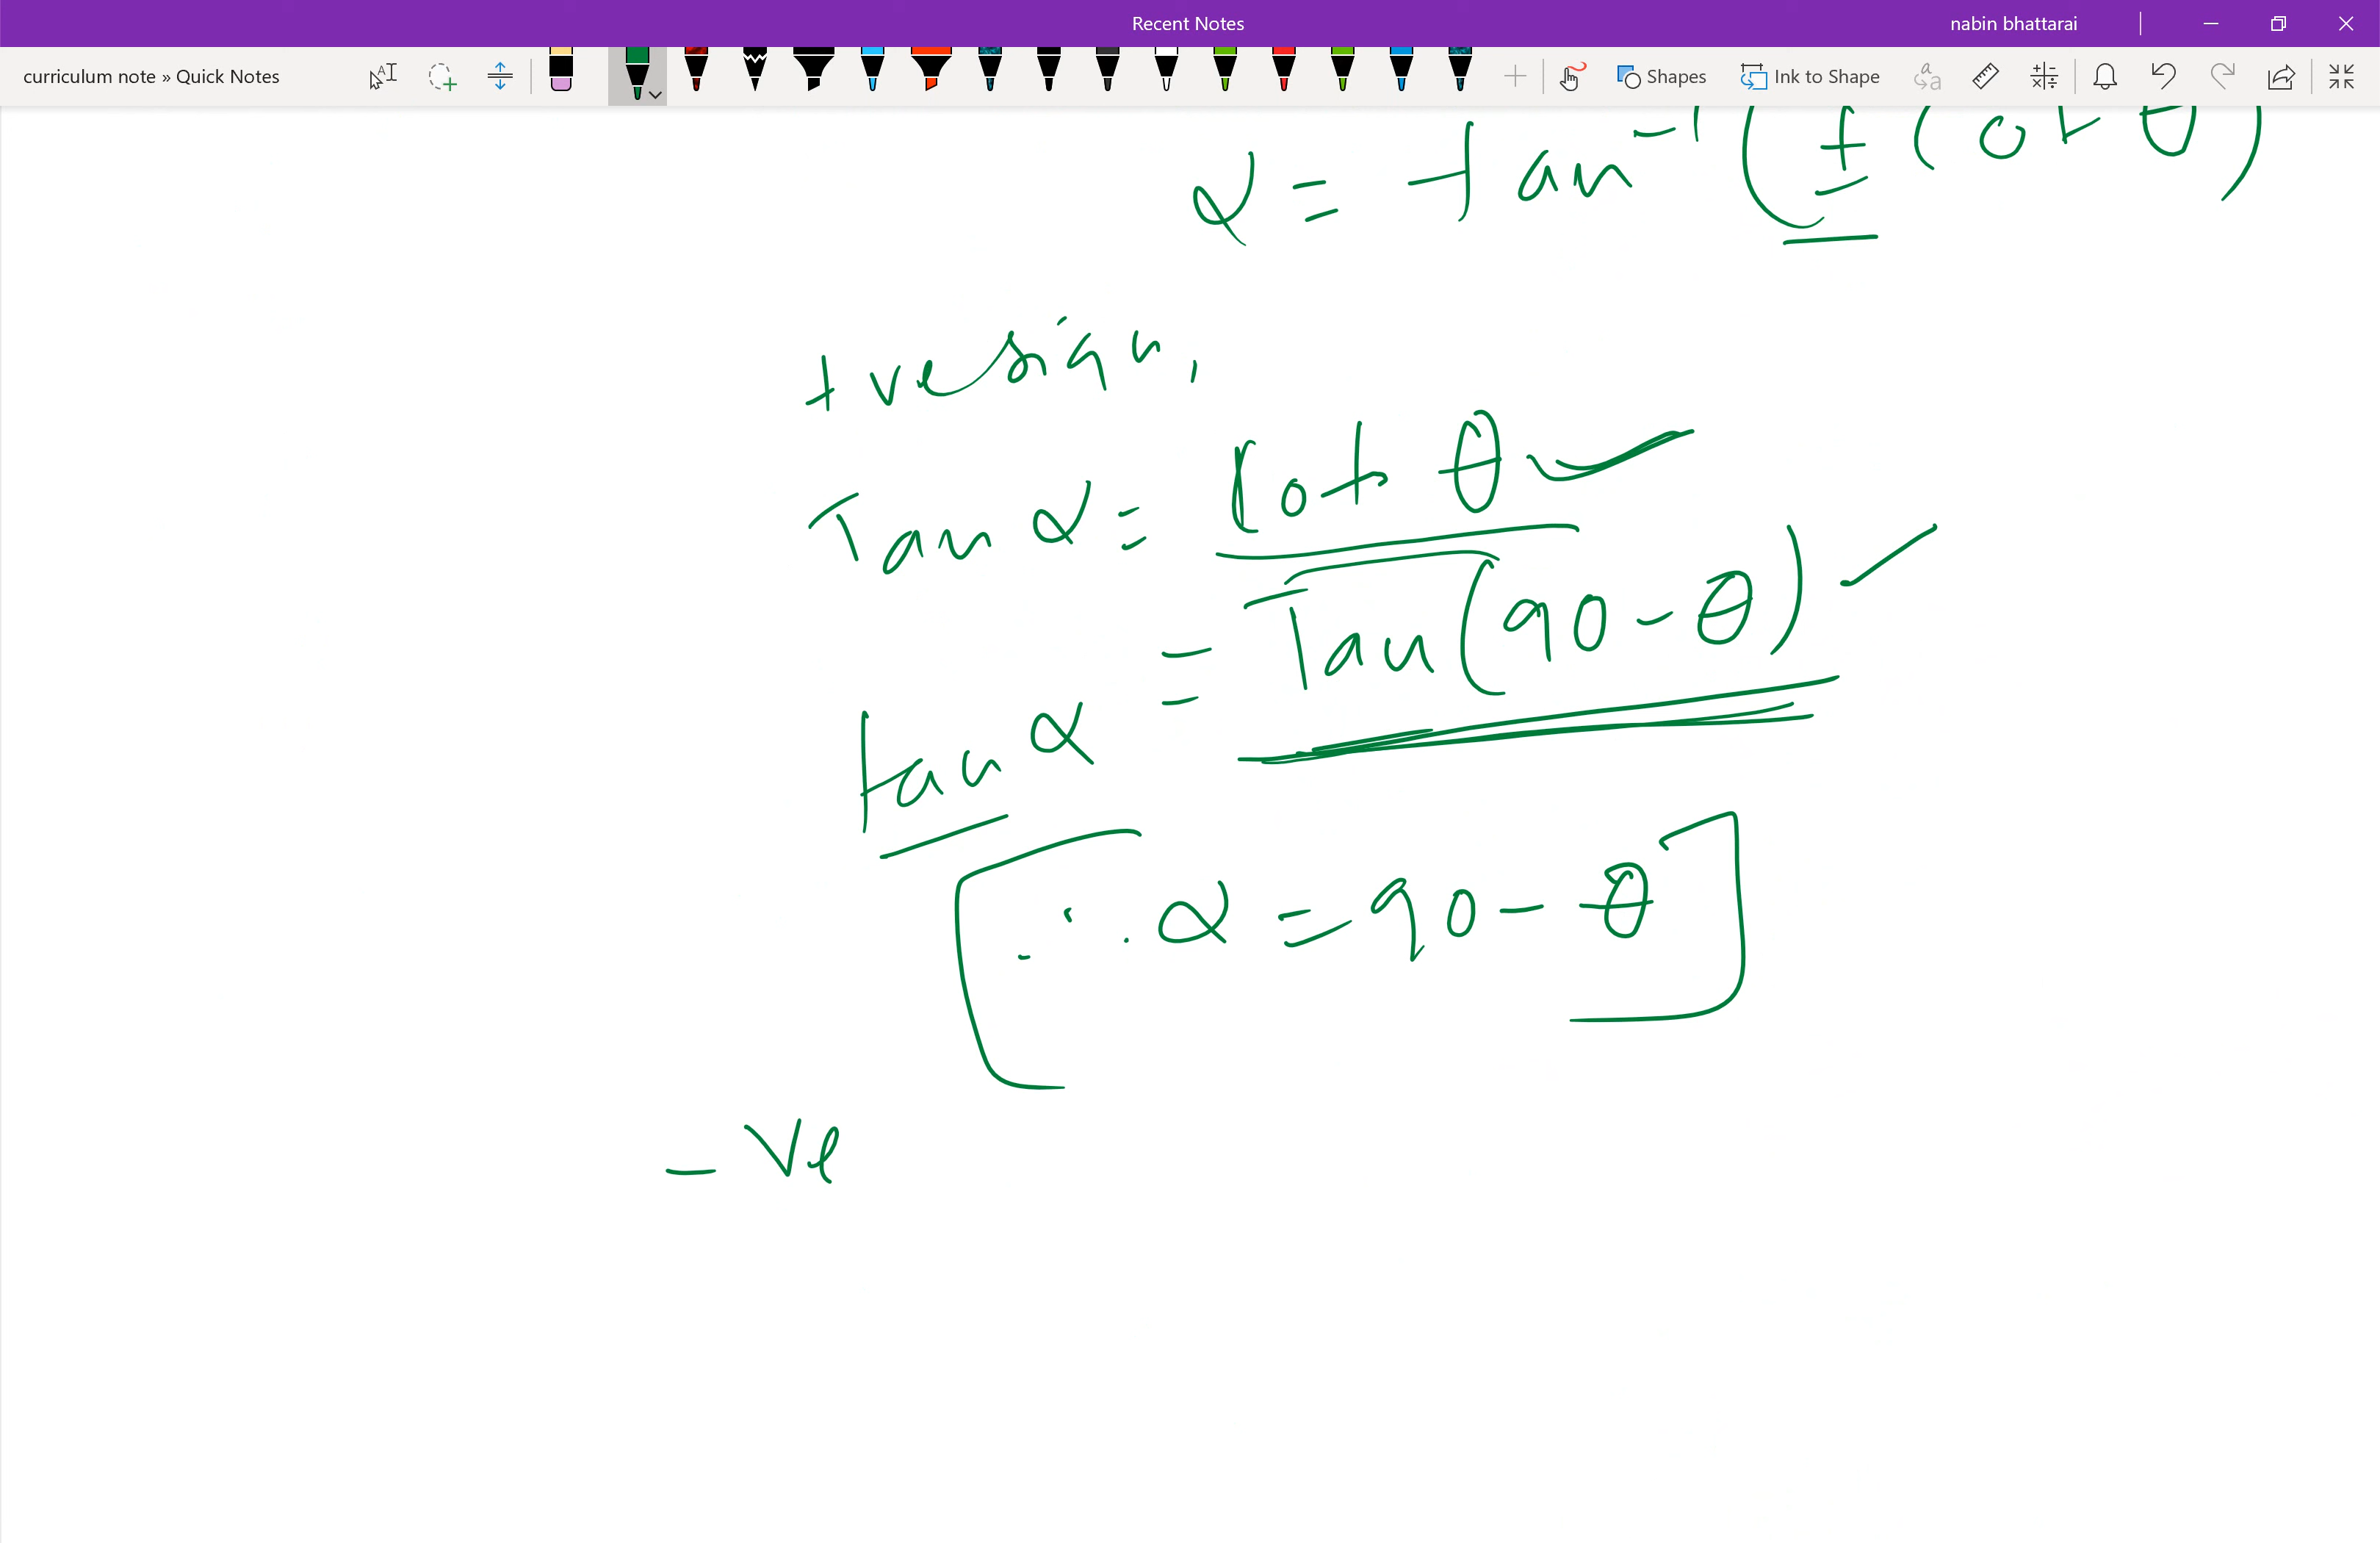 Recent Notes
nabin bhattarai
curriculum note » Quick Notes
Shapes
Ink to Shape
α = tan⁻¹ (± Cot θ)
+ve sign,
Tan α = Cot θ
tan α = Tan(90-θ)
∴ α = 90 - θ
-ve